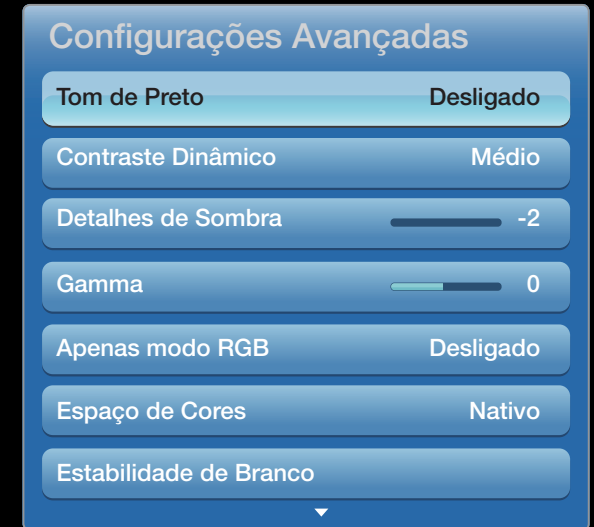 Configurações Avançadas
Tom de Preto Desligado
Contraste Dinâmico Médio
Detalhes de Sombra -2
Gamma 0
Apenas modo RGB Desligado
Espaço de Cores Nativo
Estabilidade de Branco